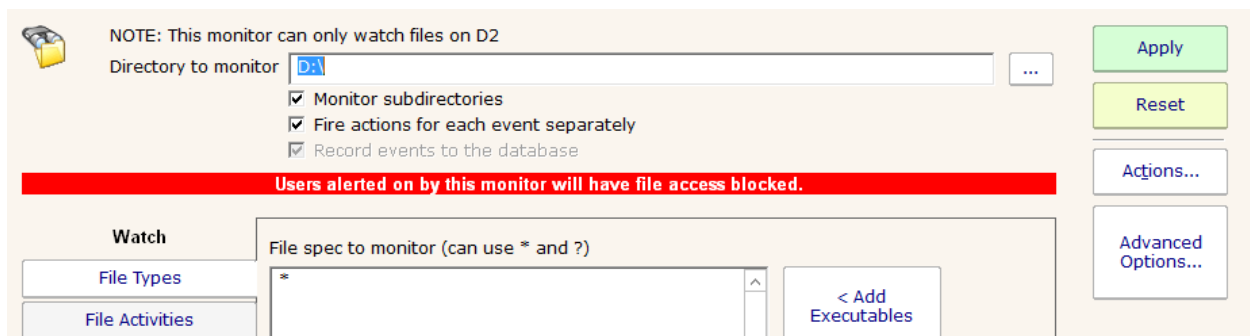 NOTE: This monitor can only watch files on D2
Directory to monitor D:\ ...
Monitor subdirectories
Fire actions for each event separately
Record events to the database
Users alerted on by this monitor will have file access blocked.
Apply
Reset
Actions...
Advanced
Options...
Watch
File Types
File Activities
File spec to monitor (can use * and ?)
*
< Add
Executables